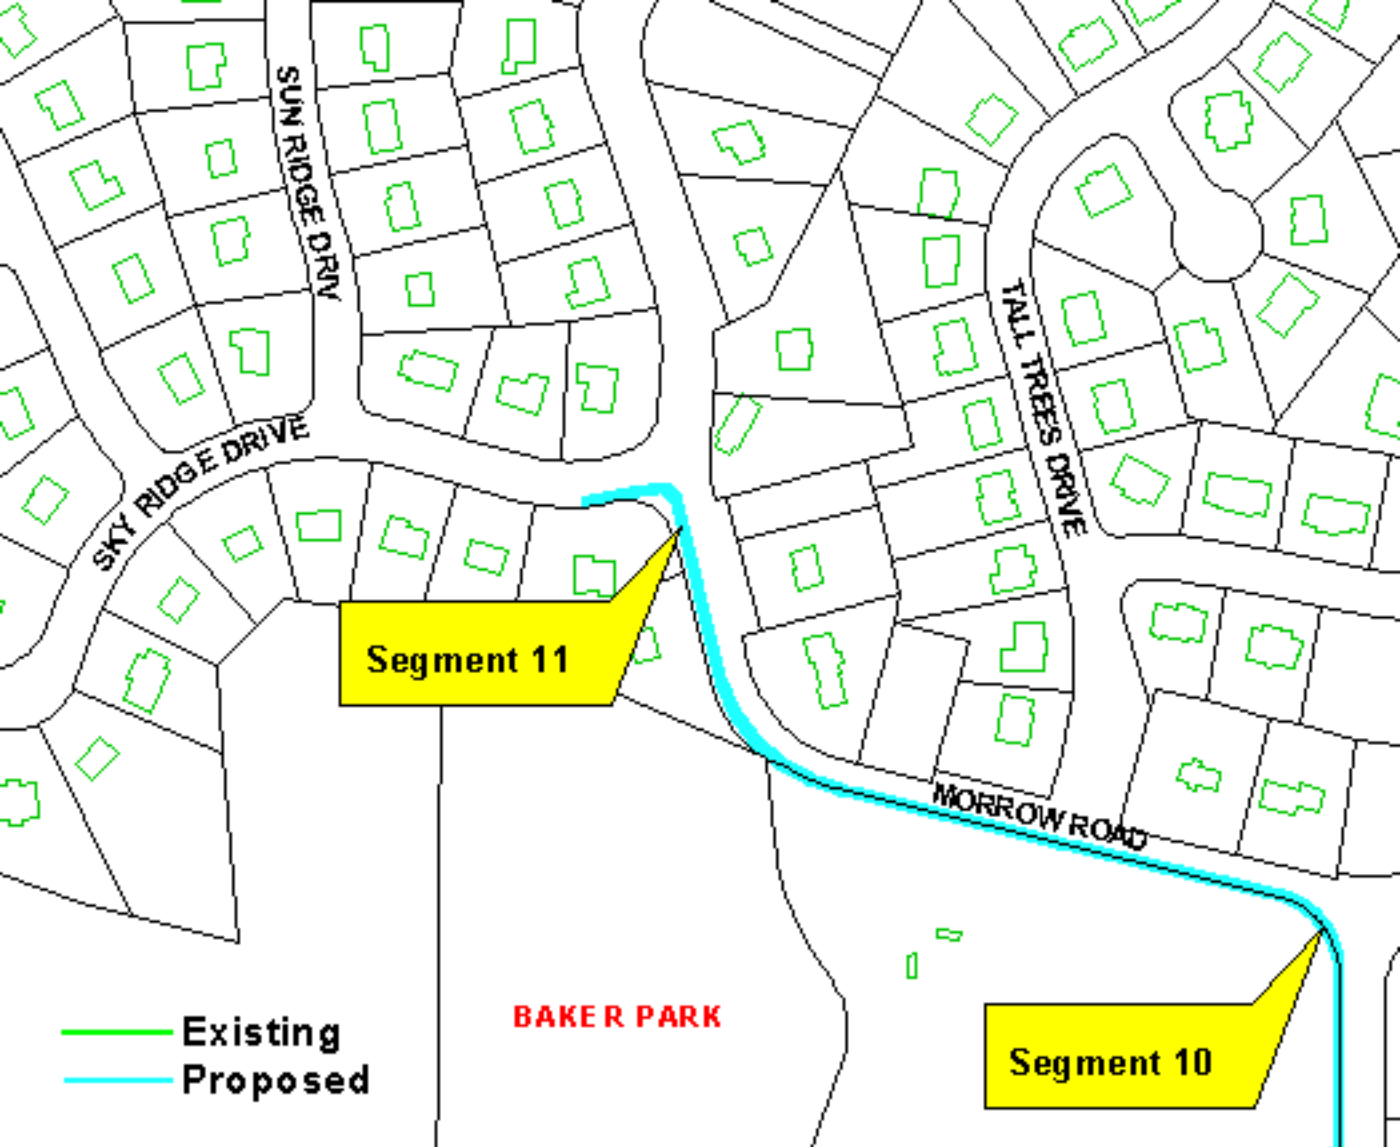 SUN RIDGE DRIV
SKY RIDGE DRIVE
TALL TREES DRIVE
Segment 11
MORROW ROAD
BAKER PARK
Existing
Proposed
Segment 10